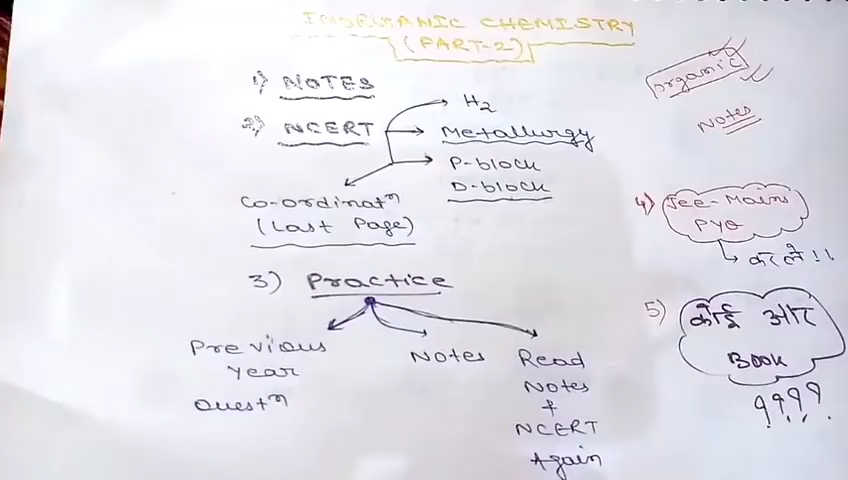 INORGANIC CHEMISTRY
(PART-2)
1) NOTES
2) NCERT
H2
Metallurgy
P-block
D-block
Co-ordinatⁿ
(Last Page)
3) Practice
Previous
Year
Questⁿ
Notes
Read
Notes
+
NCERT
Again
organic
Notes
4) Jee-Mains
PYQ
कर ले !!
5) कोई और
BOOK
????